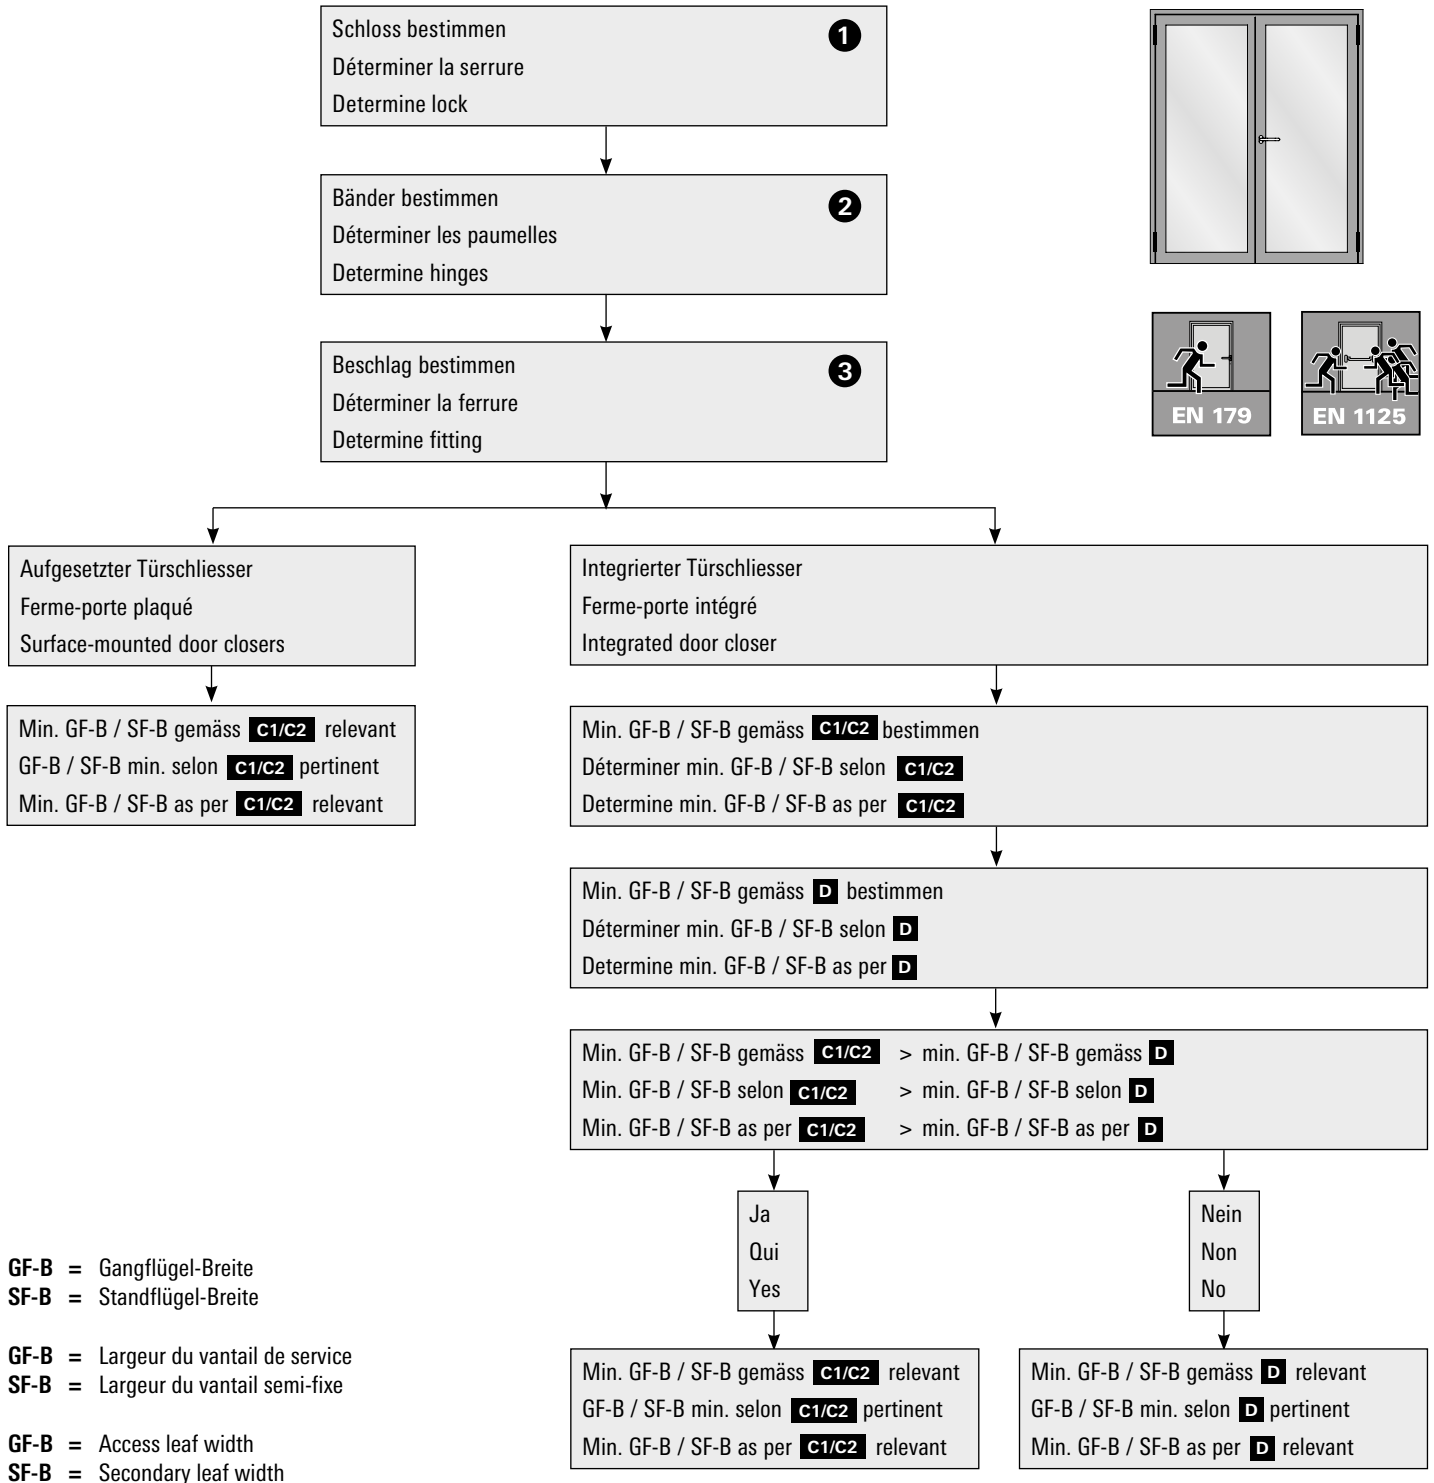 Schloss bestimmen
Déterminer la serrure
Determine lock
1
Bänder bestimmen
Déterminer les paumelles
Determine hinges
2
Beschlag bestimmen
Déterminer la ferrure
Determine fitting
3
EN 179
EN 1125
Aufgesetzter Türschliesser
Ferme-porte plaqué
Surface-mounted door closers
Integrierter Türschliesser
Ferme-porte intégré
Integrated door closer
Min. GF-B / SF-B gemäss C1/C2 relevant
GF-B / SF-B min. selon C1/C2 pertinent
Min. GF-B / SF-B as per C1/C2 relevant
Min. GF-B / SF-B gemäss C1/C2 bestimmen
Déterminer min. GF-B / SF-B selon C1/C2
Determine min. GF-B / SF-B as per C1/C2
Min. GF-B / SF-B gemäss D bestimmen
Déterminer min. GF-B / SF-B selon D
Determine min. GF-B / SF-B as per D
Min. GF-B / SF-B gemäss C1/C2 > min. GF-B / SF-B gemäss D
Min. GF-B / SF-B selon C1/C2 > min. GF-B / SF-B selon D
Min. GF-B / SF-B as per C1/C2 > min. GF-B / SF-B as per D
Ja
Qui
Yes
Nein
Non
No
Min. GF-B / SF-B gemäss C1/C2 relevant
GF-B / SF-B min. selon C1/C2 pertinent
Min. GF-B / SF-B as per C1/C2 relevant
Min. GF-B / SF-B gemäss D relevant
GF-B / SF-B min. selon D pertinent
Min. GF-B / SF-B as per D relevant
GF-B = Gangflügel-Breite
SF-B = Standflügel-Breite
GF-B = Largeur du vantail de service
SF-B = Largeur du vantail semi-fixe
GF-B = Access leaf width
SF-B = Secondary leaf width